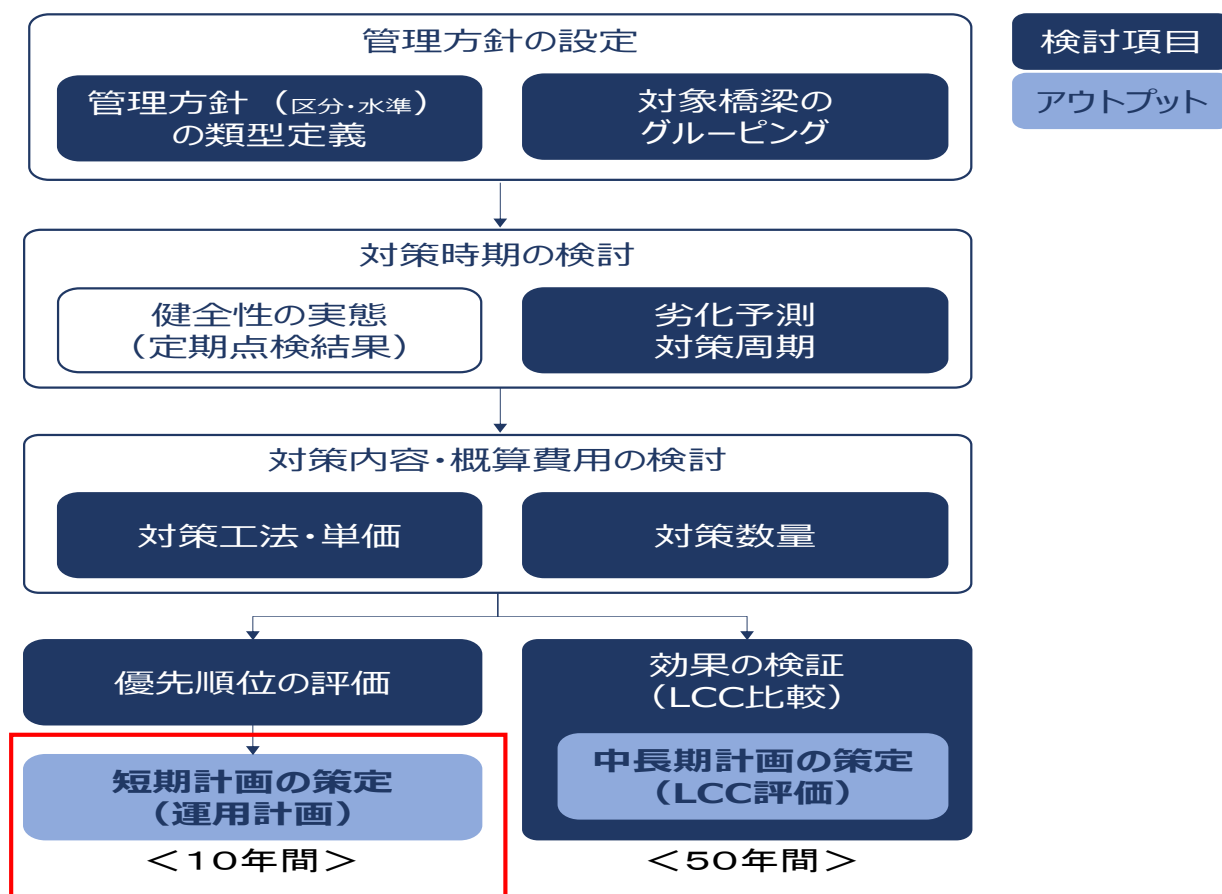 管理方針の設定
検討項目
アウトプット
管理方針（区分・水準）
の類型定義
対象橋梁の
グルーピング
対策時期の検討
健全性の実態
（定期点検結果）
劣化予測
対策周期
対策内容・概算費用の検討
対策工法・単価
対策数量
優先順位の評価
効果の検証
（LCC比較）
短期計画の策定
（運用計画）
中長期計画の策定
（LCC評価）
＜10年間＞
＜50年間＞